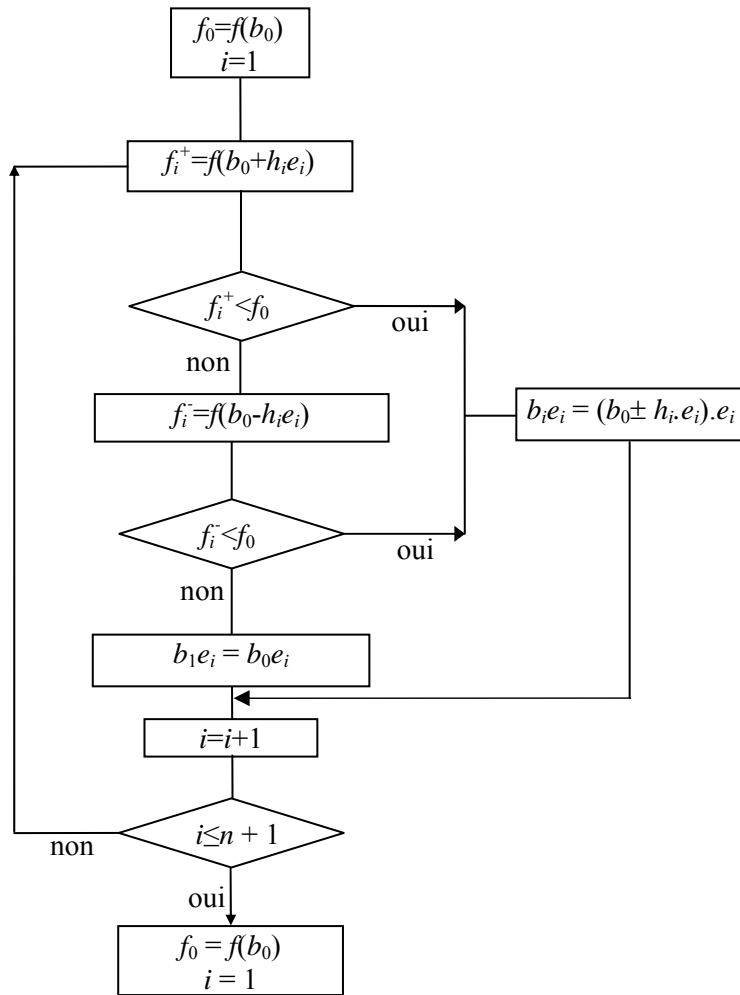 f₀=f(b₀)
i=1
fᵢ⁺=f(b₀+hᵢeᵢ)
fᵢ⁺<f₀
oui
non
fᵢ⁻=f(b₀-hᵢeᵢ)
bᵢeᵢ = (b₀± hᵢ.eᵢ).eᵢ
fᵢ⁻<f₀
oui
non
b₁eᵢ = b₀eᵢ
i=i+1
i≤n + 1
non
oui
f₀ = f(b₀)
i = 1